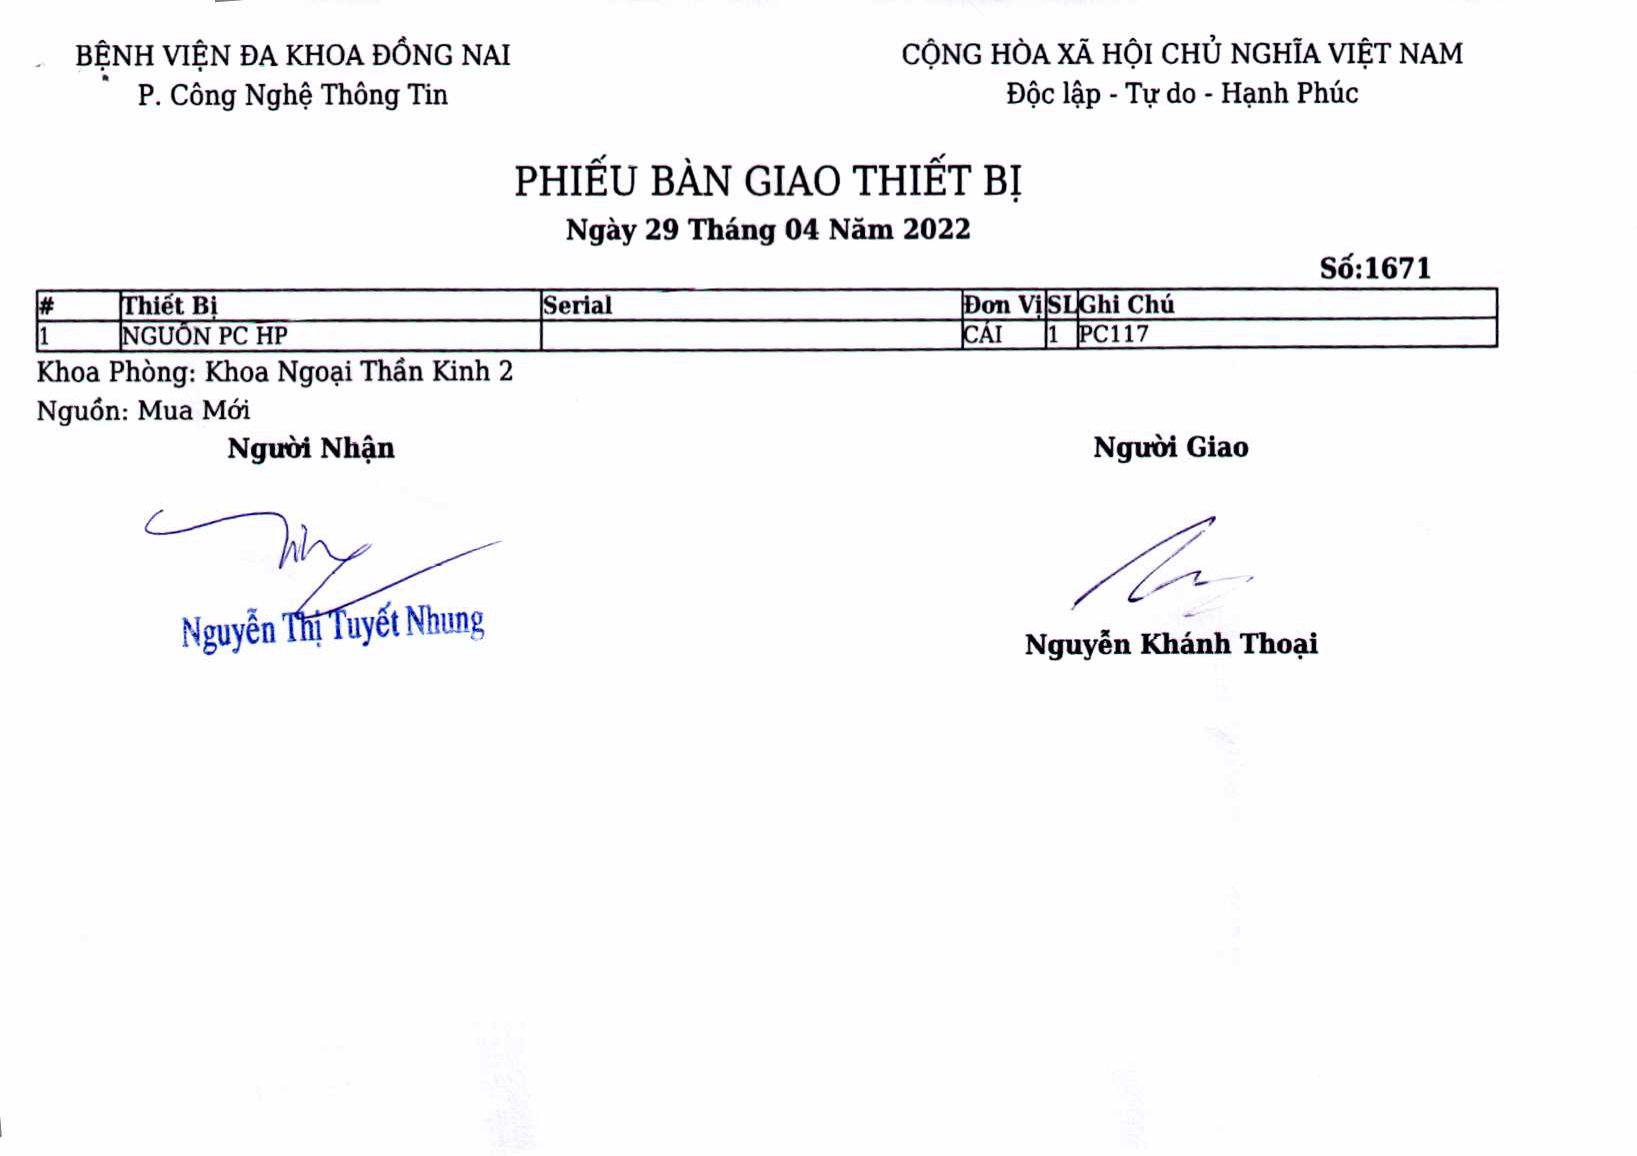 BỆNH VIỆN ĐA KHOA ĐỒNG NAI
P. Công Nghệ Thông Tin
CỘNG HÒA XÃ HỘI CHỦ NGHĨA VIỆT NAM
Độc lập - Tự do - Hạnh Phúc
PHIẾU BÀN GIAO THIẾT BỊ
Ngày 29 Tháng 04 Năm 2022
Số:1671
# Thiết Bị Serial Đơn Vị SL Ghi Chú
1 NGUỒN PC HP CÁI 1 PC117
Khoa Phòng: Khoa Ngoại Thần Kinh 2
Nguồn: Mua Mới
Người Nhận Người Giao
Nguyễn Thị Tuyết Nhung
Nguyễn Khánh Thoại